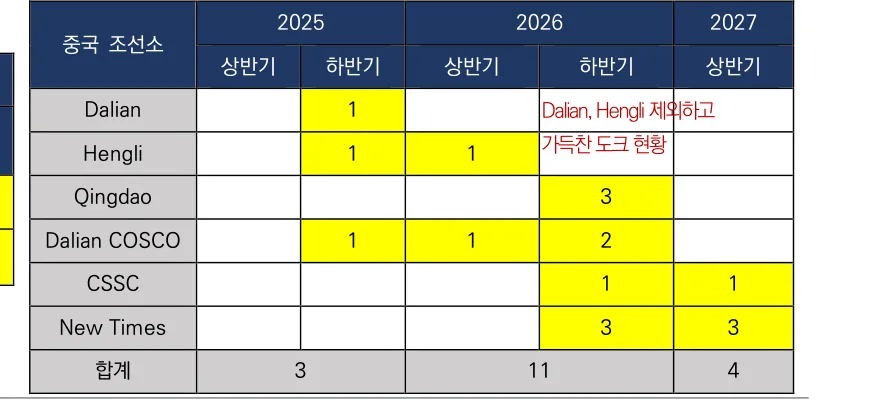 중국 조선소 2025 2026 2027
상반기 하반기 상반기 하반기 상반기
Dalian 1
Dalian, Hengli 제외하고
가득찬 도크 현황
Hengli 1 1
Qingdao 3
Dalian COSCO 1 1 2
CSSC 1 1
New Times 3 3
합계 3 11 4